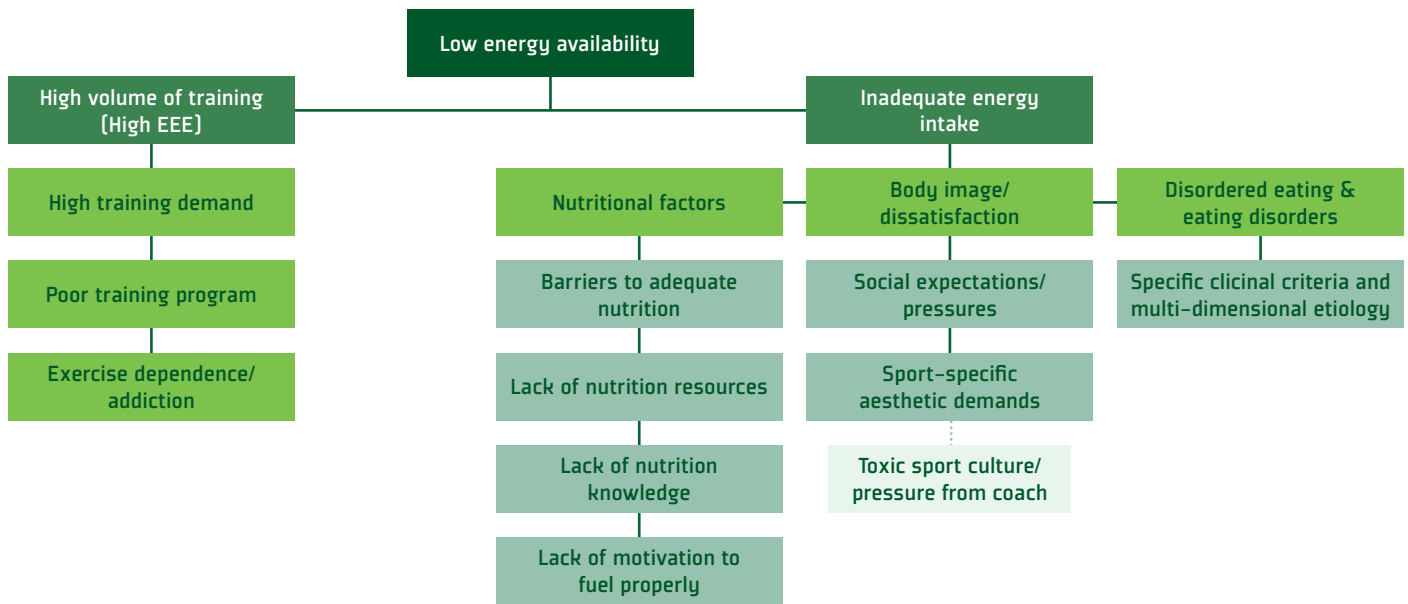 Low energy availability
High volume of training
(High EEE)
Inadequate energy
intake
High training demand
Nutritional factors
Body image/
dissatisfaction
Disordered eating &
eating disorders
Poor training program
Barriers to adequate
nutrition
Social expectations/
pressures
Specific clicinal criteria and
multi-dimensional etiology
Exercise dependence/
addiction
Lack of nutrition resources
Sport-specific
aesthetic demands
Lack of nutrition
knowledge
Toxic sport culture/
pressure from coach
Lack of motivation to
fuel properly